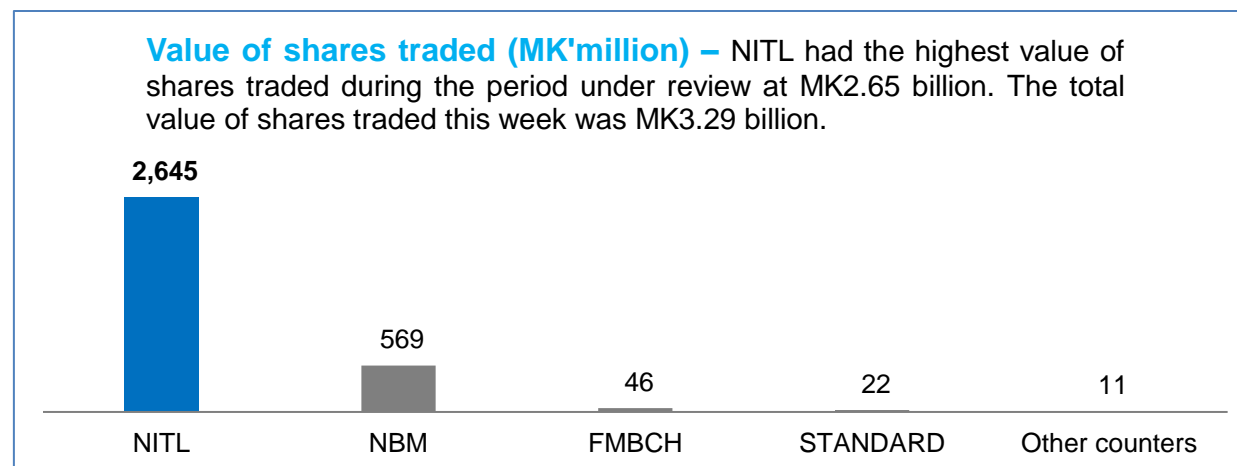 Value of shares traded (MK'million) – NITL had the highest value of
shares traded during the period under review at MK2.65 billion. The total
value of shares traded this week was MK3.29 billion.
2,645
569
46
22
11
NITL
NBM
FMBCH
STANDARD
Other counters